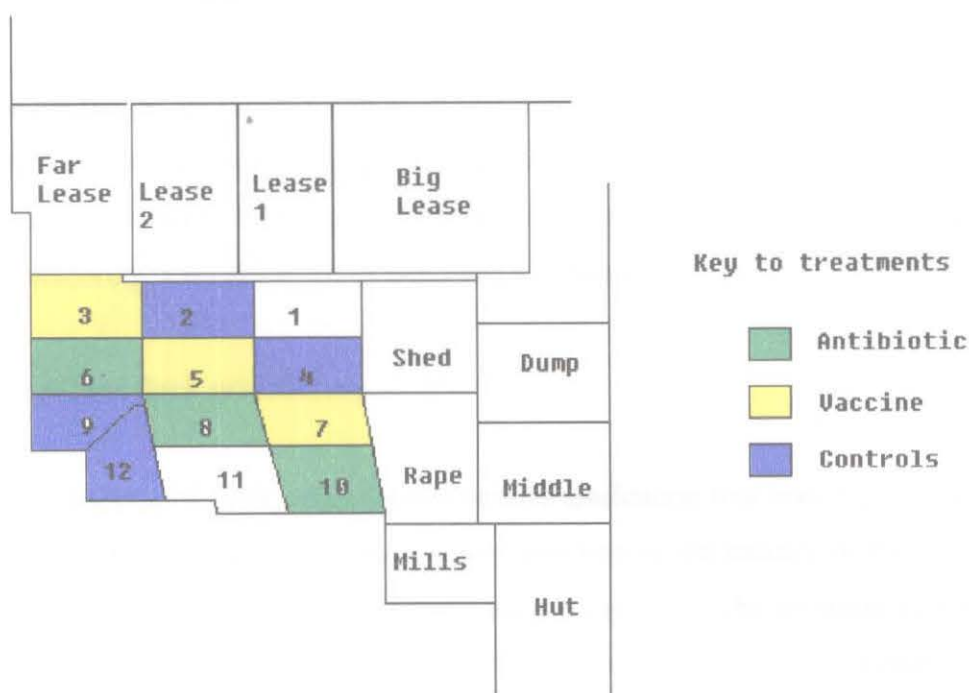 Far
Lease
Lease
2
Lease
1
Big
Lease
Key to treatments
3
2
1
Shed
Dump
Antibiotic
6
5
4
Vaccine
9
8
7
Controls
12
11
10
Rape
Middle
Mills
Hut